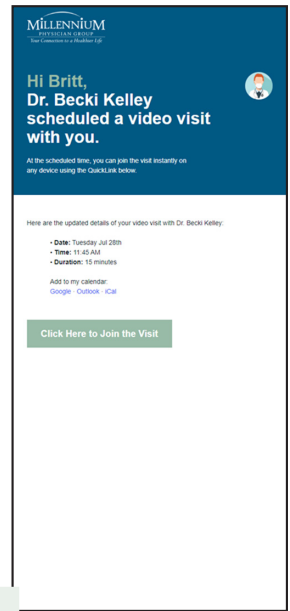 MILLENNIUM
PHYSICIAN GROUP
Your Connection to a Healthier Life
Hi Britt,
Dr. Becki Kelley
scheduled a video visit
with you.
At the scheduled time, you can join the visit instantly on
any device using the QuickLink below.
Here are the updated details of your video visit with Dr. Becki Kelley:
• Date: Tuesday Jul 28th
• Time: 11:45 AM
• Duration: 15 minutes
Add to my calendar:
Google - Outlook - iCal
Click Here to Join the Visit